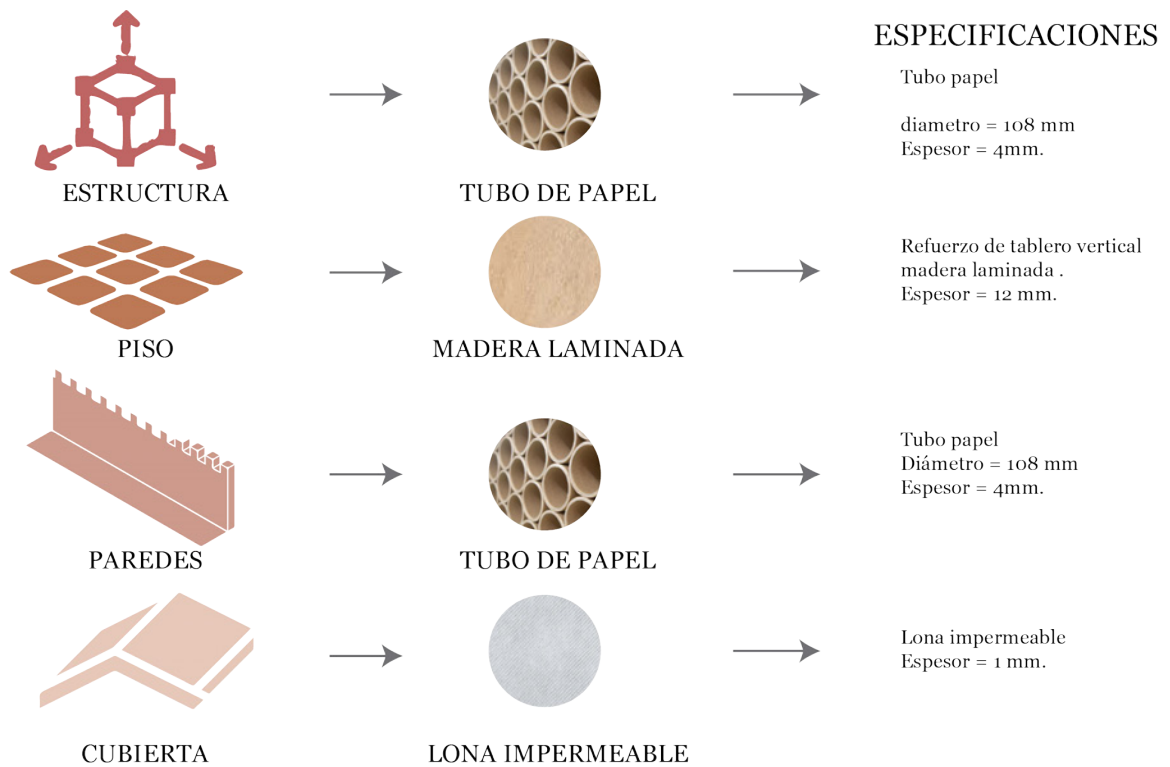 ESPECIFICACIONES
ESTRUCTURA
TUBO DE PAPEL
Tubo papel
diametro = 108 mm
Espesor = 4mm.
PISO
MADERA LAMINADA
Refuerzo de tablero vertical
madera laminada .
Espesor = 12 mm.
PAREDES
TUBO DE PAPEL
Tubo papel
Diámetro = 108 mm
Espesor = 4mm.
CUBIERTA
LONA IMPERMEABLE
Lona impermeable
Espesor = 1 mm.